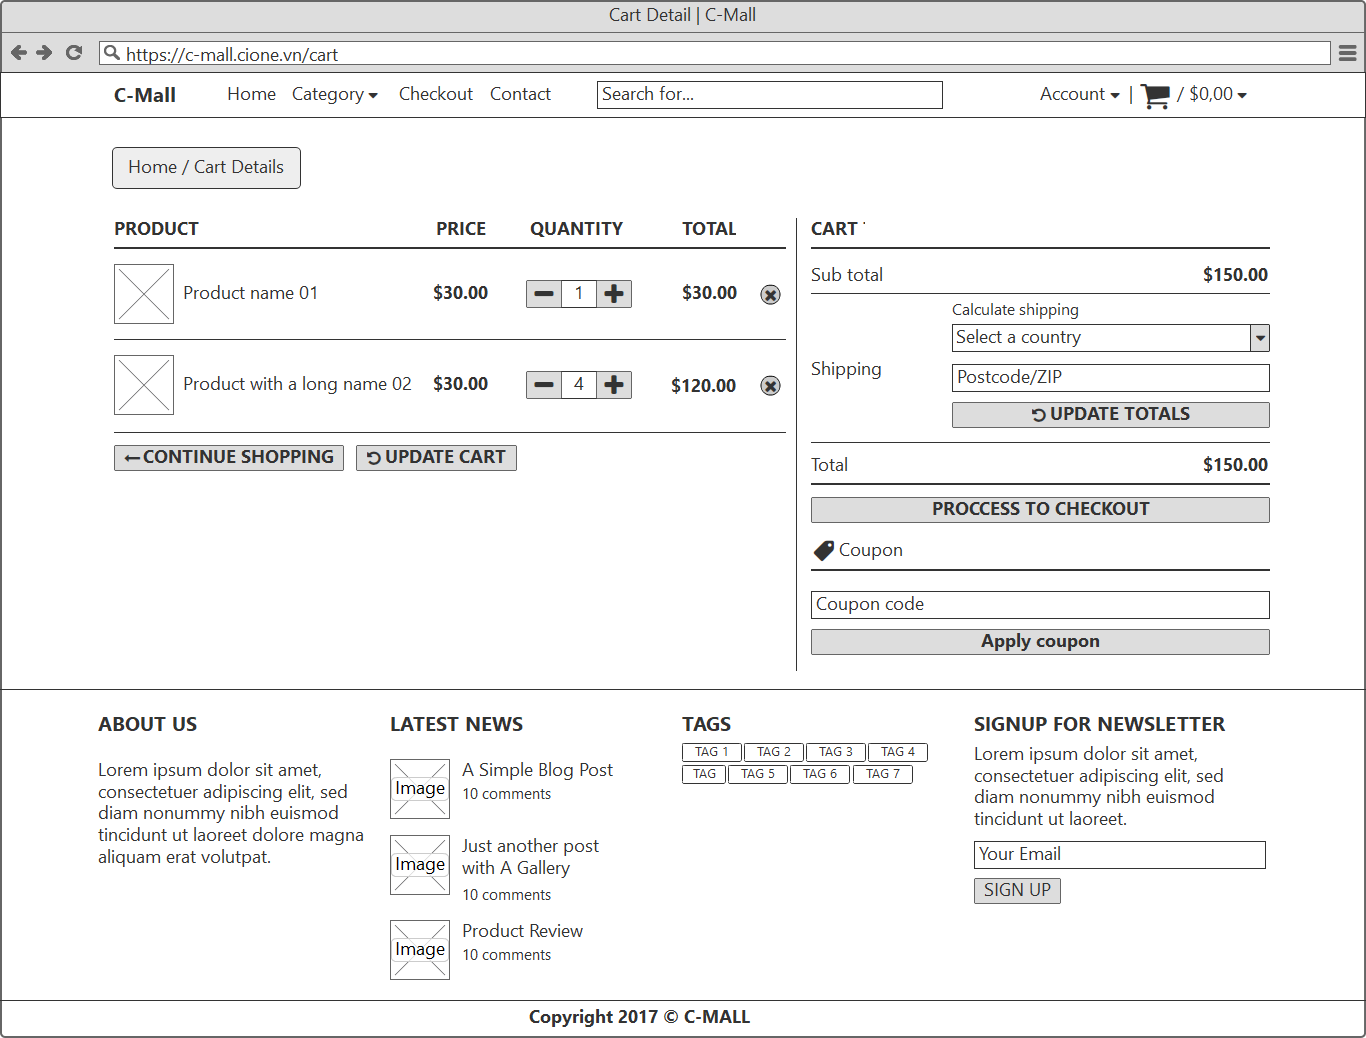 Cart Detail | C-Mall
https://c-mall.cione.vn/cart
C-Mall Home Category Checkout Contact Search for... Account | / $0,00
Home / Cart Details
PRODUCT PRICE QUANTITY TOTAL
Product name 01 $30.00 1 $30.00
Product with a long name 02 $30.00 4 $120.00
CONTINUE SHOPPING UPDATE CART
CART
Sub total $150.00
Calculate shipping
Select a country
Shipping
Postcode/ZIP
UPDATE TOTALS
Total $150.00
PROCCESS TO CHECKOUT
Coupon
Coupon code
Apply coupon
ABOUT US
Lorem ipsum dolor sit amet,
consectetuer adipiscing elit, sed
diam nonummy nibh euismod
tincidunt ut laoreet dolore magna
aliquam erat volutpat.
LATEST NEWS
Image
A Simple Blog Post
10 comments
Image
Just another post
with A Gallery
10 comments
Image
Product Review
10 comments
TAGS
TAG 1 TAG 2 TAG 3 TAG 4
TAG TAG 5 TAG 6 TAG 7
SIGNUP FOR NEWSLETTER
Lorem ipsum dolor sit amet,
consectetuer adipiscing elit, sed
diam nonummy nibh euismod
tincidunt ut laoreet.
Your Email
SIGN UP
Copyright 2017 © C-MALL